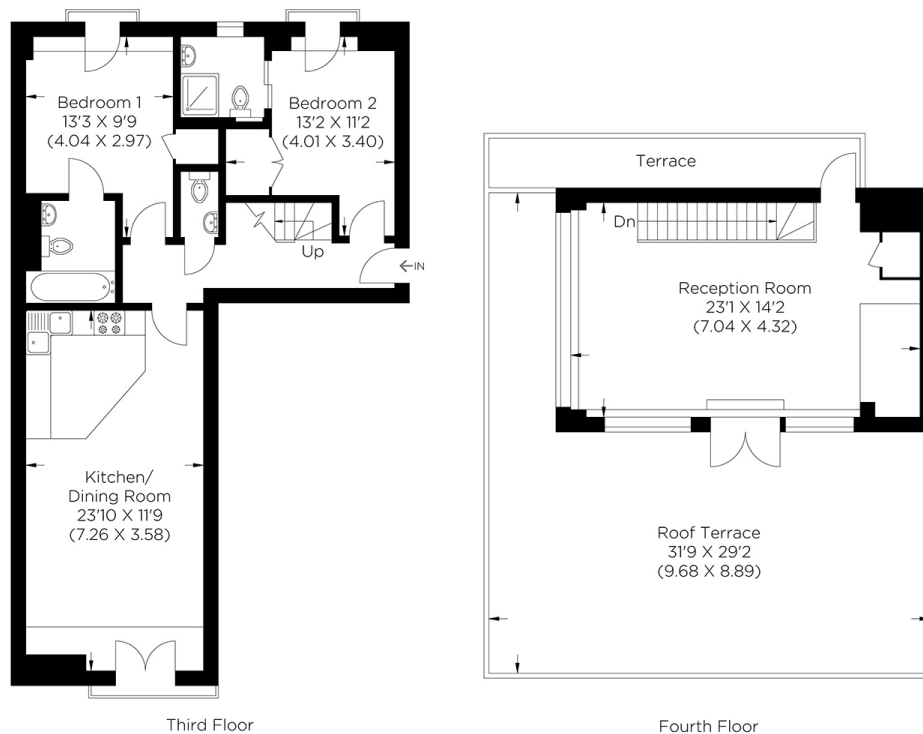 Bedroom 1
13'3 X 9'9
(4.04 X 2.97)
Bedroom 2
13'2 X 11'2
(4.01 X 3.40)
Up
←IN
Kitchen/
Dining Room
23'10 X 11'9
(7.26 X 3.58)
Third Floor
Terrace
Dn
Reception Room
23'1 X 14'2
(7.04 X 4.32)
Roof Terrace
31'9 X 29'2
(9.68 X 8.89)
Fourth Floor